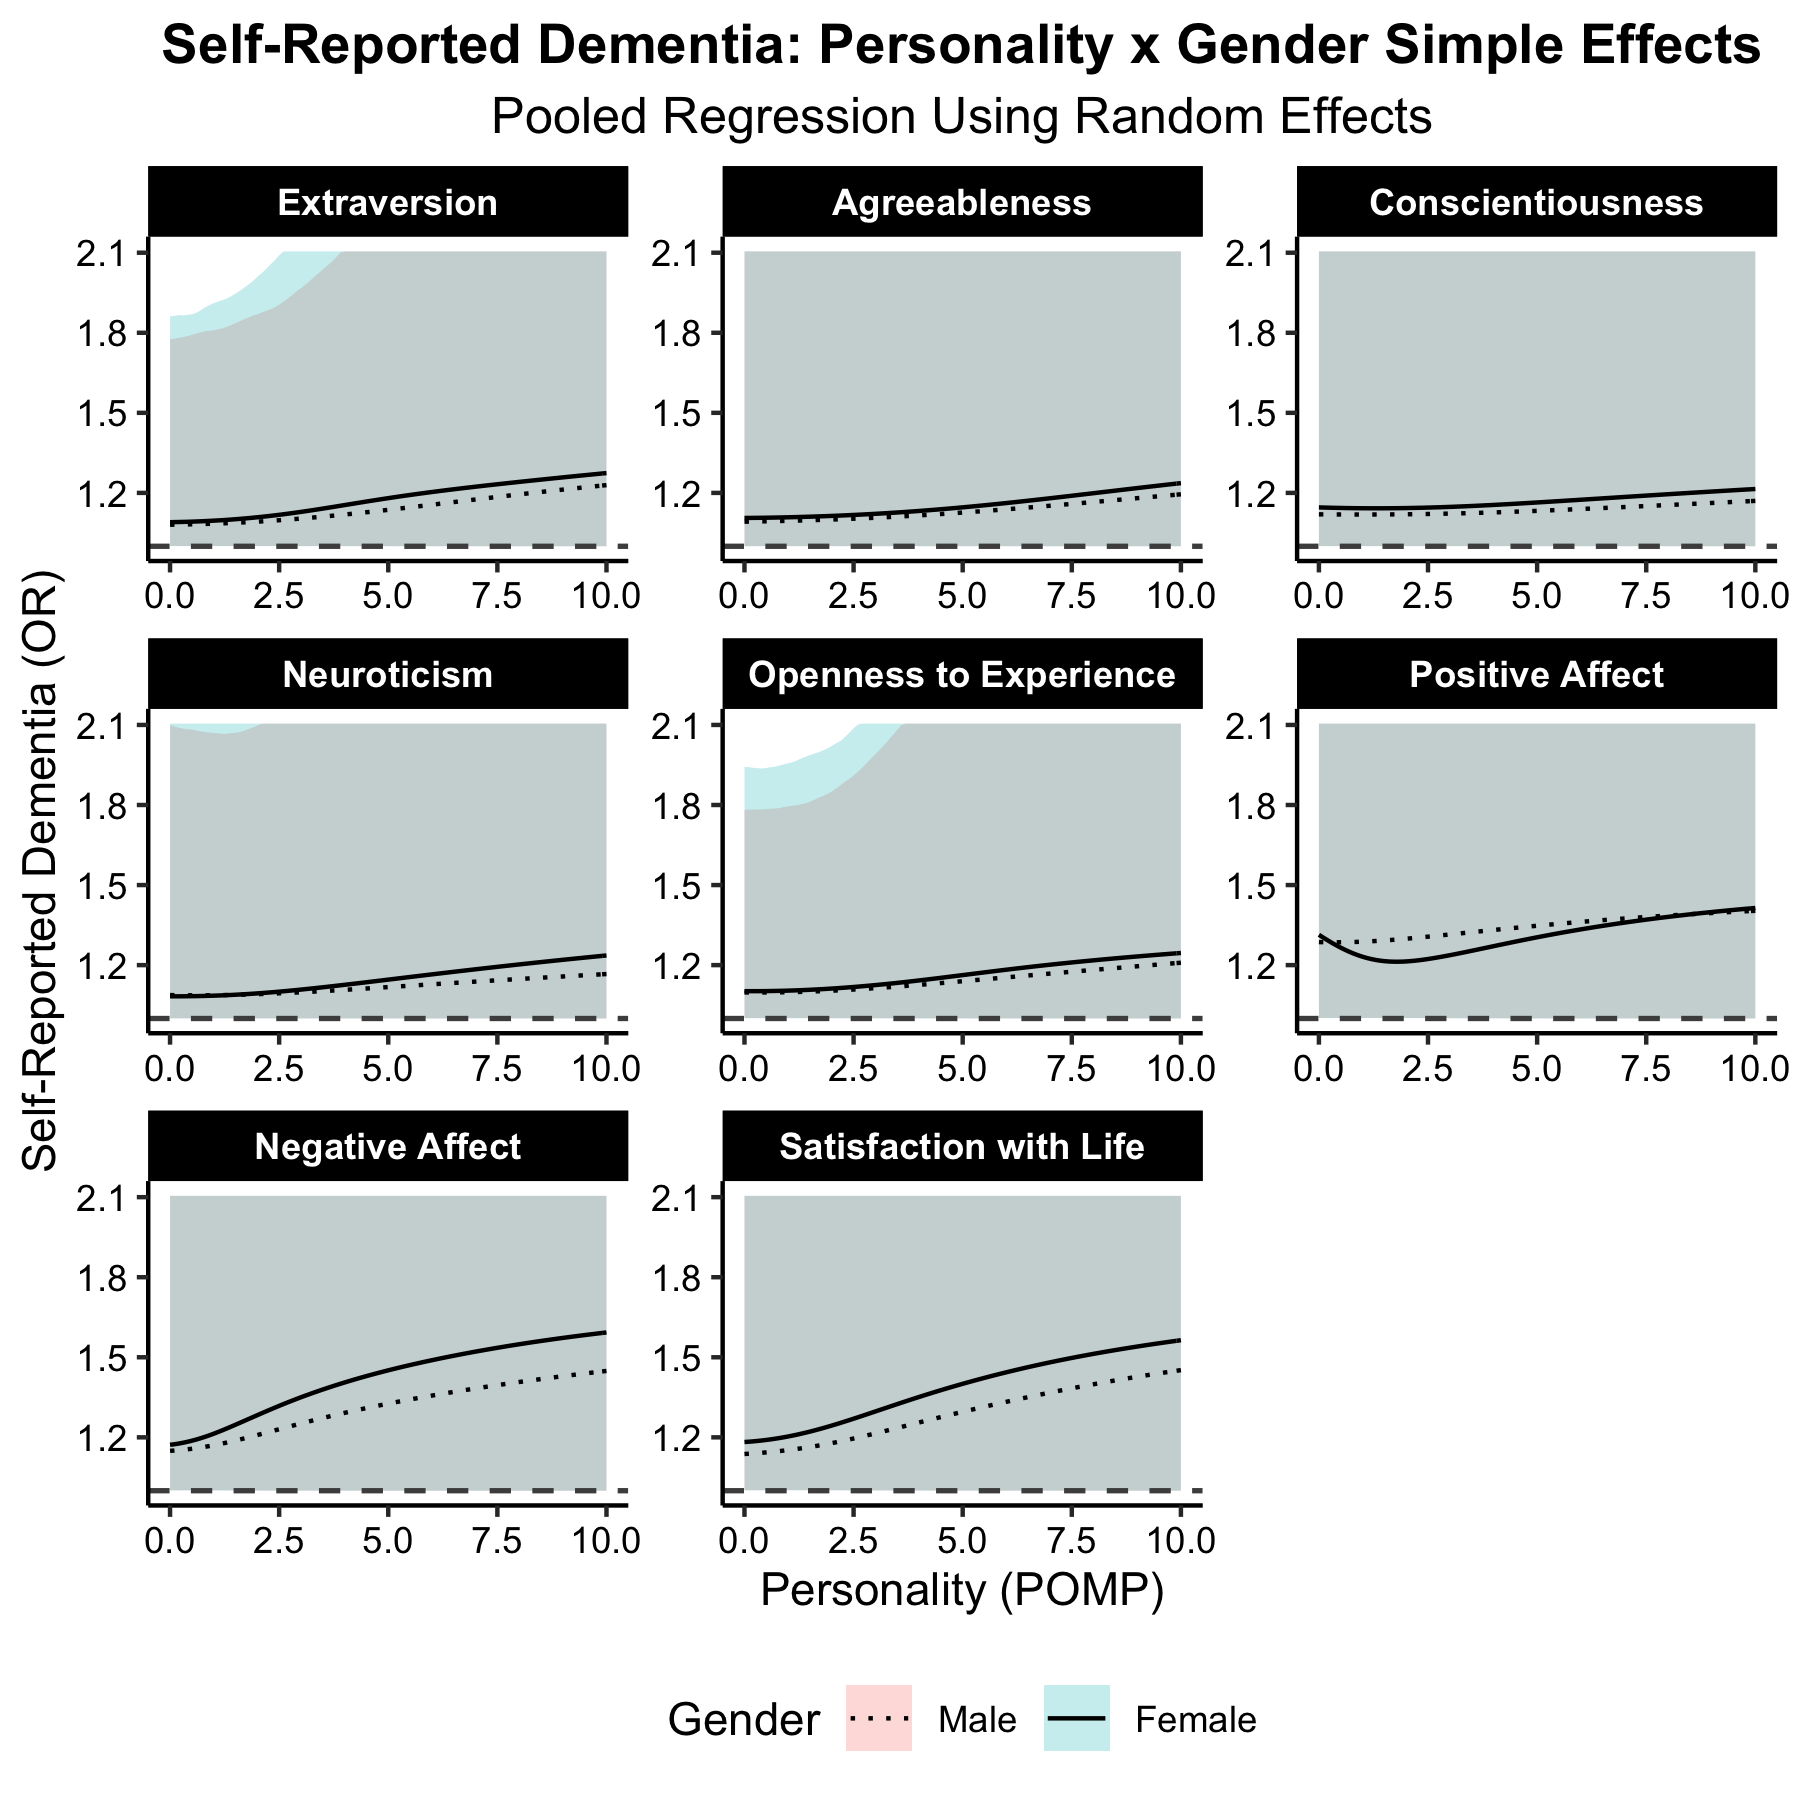 Self-Reported Dementia: Personality x Gender Simple Effects
Pooled Regression Using Random Effects
Extraversion
Agreeableness
Conscientiousness
2.1
1.8
1.5
1.2
0.0 2.5 5.0 7.5 10.0
2.1
1.8
1.5
1.2
0.0 2.5 5.0 7.5 10.0
2.1
1.8
1.5
1.2
0.0 2.5 5.0 7.5 10.0
Self-Reported Dementia (OR)
Neuroticism
Openness to Experience
Positive Affect
2.1
1.8
1.5
1.2
0.0 2.5 5.0 7.5 10.0
2.1
1.8
1.5
1.2
0.0 2.5 5.0 7.5 10.0
2.1
1.8
1.5
1.2
0.0 2.5 5.0 7.5 10.0
Negative Affect
Satisfaction with Life
2.1
1.8
1.5
1.2
0.0 2.5 5.0 7.5 10.0
2.1
1.8
1.5
1.2
0.0 2.5 5.0 7.5 10.0
Personality (POMP)
Gender Male Female